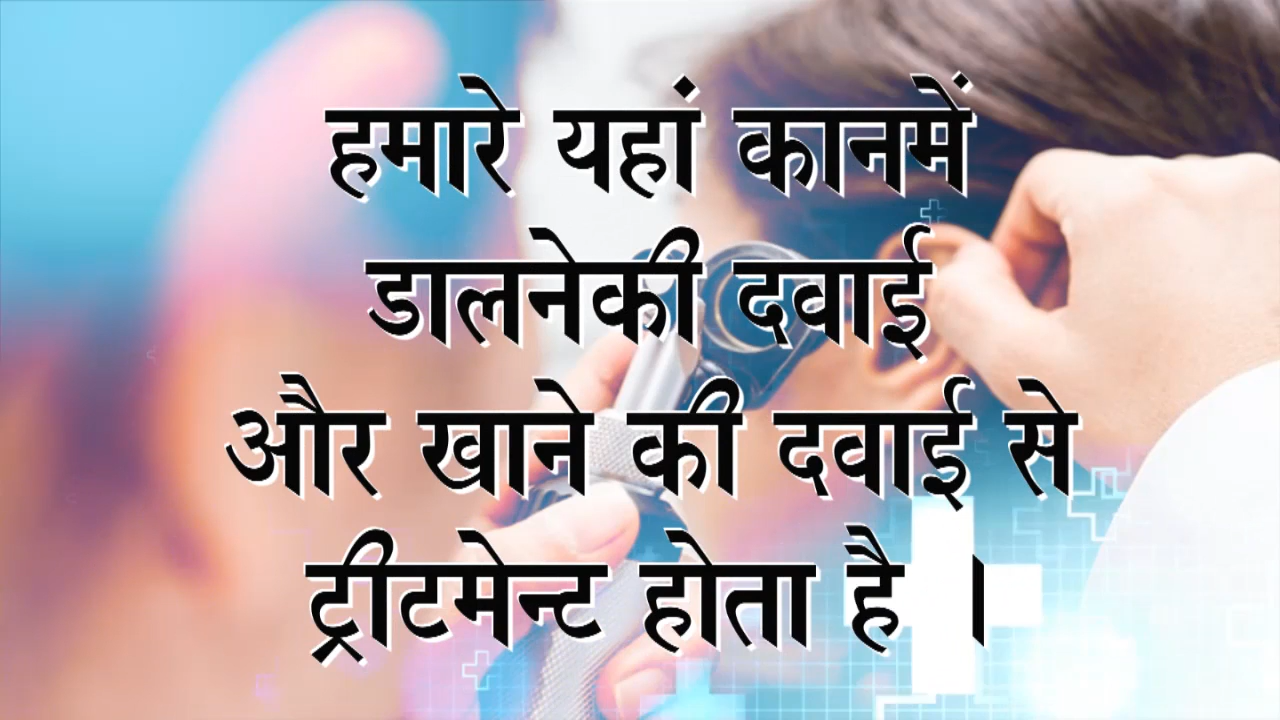 हमारे यहां कानमें
डालनेकी दवाई
और खाने की दवाई से
ट्रीटमेन्ट होता है ।